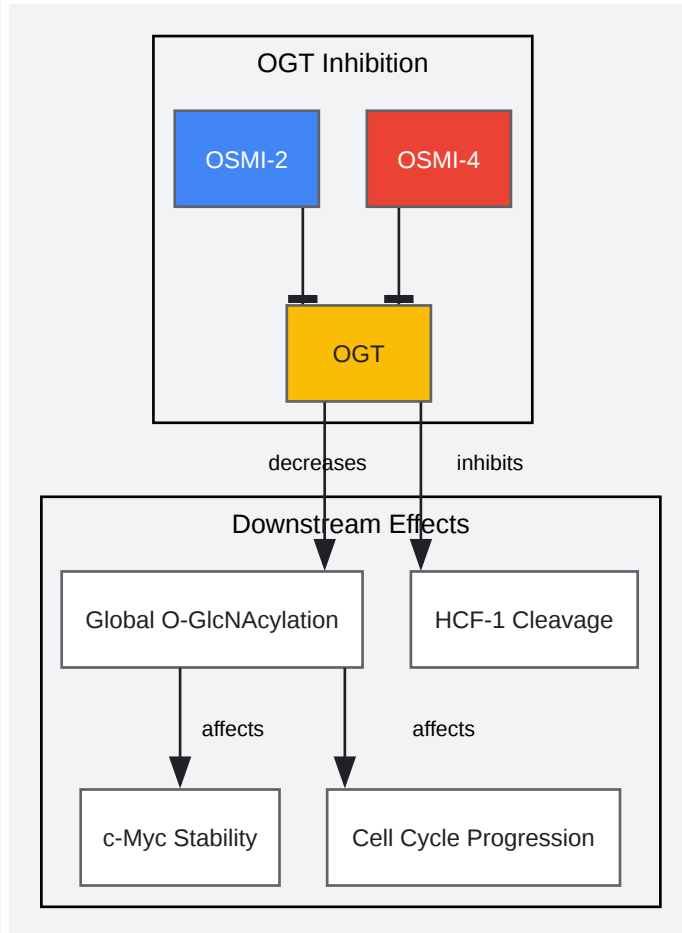 OGT Inhibition
OSMI-2
OSMI-4
OGT
decreases
inhibits
Downstream Effects
Global O-GlcNAcylation
HCF-1 Cleavage
affects
affects
c-Myc Stability
Cell Cycle Progression